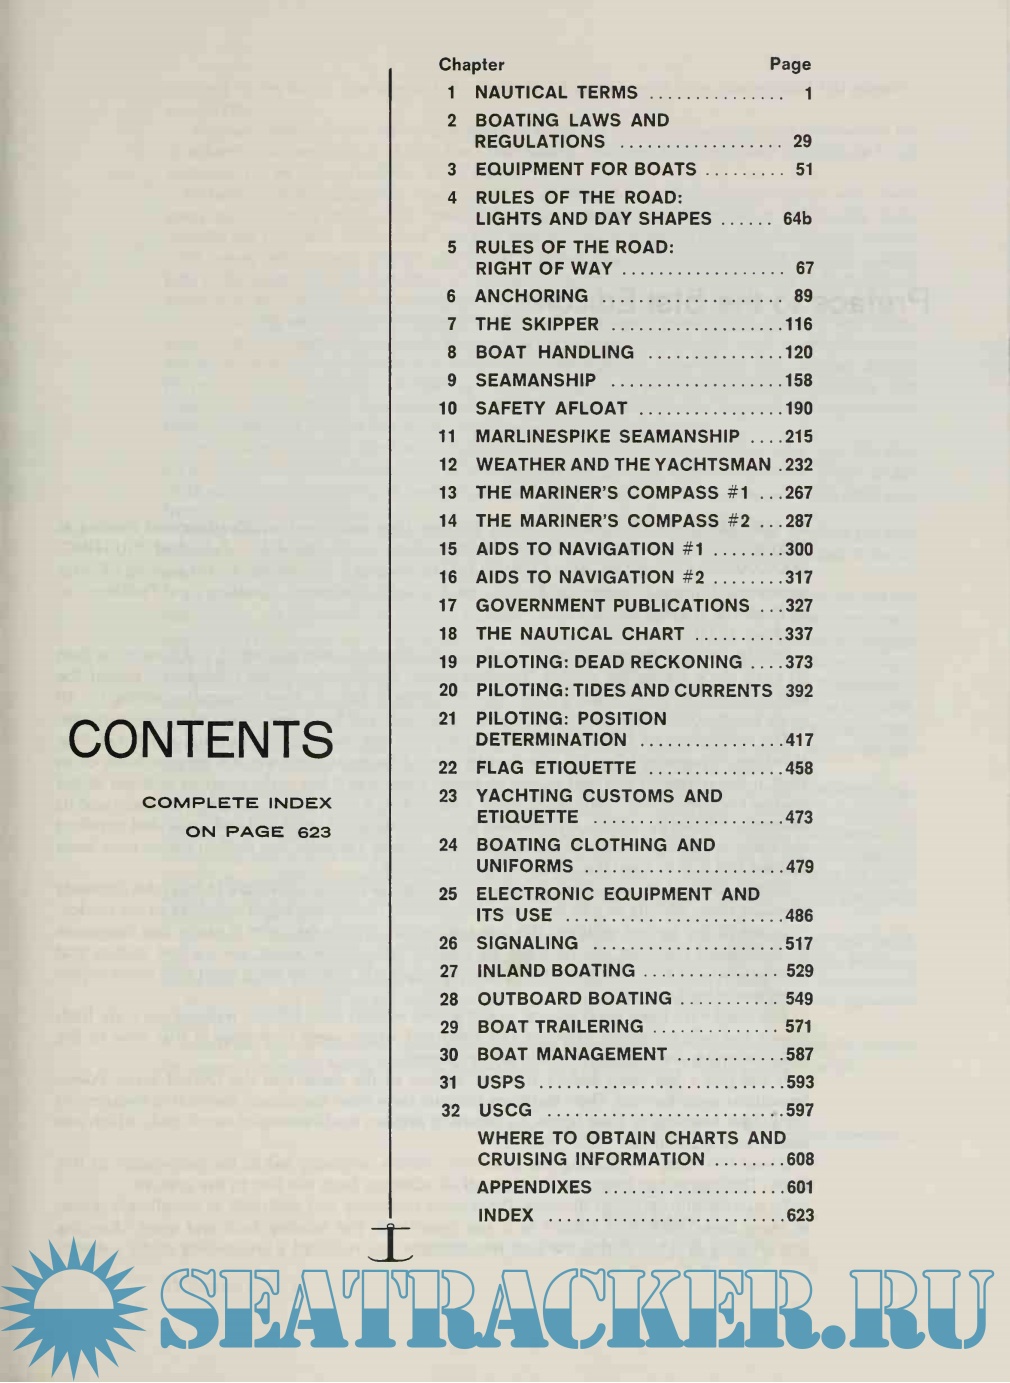 CONTENTS
COMPLETE INDEX
ON PAGE 623
Chapter Page
1 NAUTICAL TERMS ............... 1
2 BOATING LAWS AND
REGULATIONS .................. 29
3 EQUIPMENT FOR BOATS ......... 51
4 RULES OF THE ROAD:
LIGHTS AND DAY SHAPES ...... 64b
5 RULES OF THE ROAD:
RIGHT OF WAY .................. 67
6 ANCHORING .................... 89
7 THE SKIPPER ...................116
8 BOAT HANDLING ...............120
9 SEAMANSHIP ...................158
10 SAFETY AFLOAT ................190
11 MARLINESPIKE SEAMANSHIP ....215
12 WEATHER AND THE YACHTSMAN .232
13 THE MARINER'S COMPASS #1 ...267
14 THE MARINER'S COMPASS #2 ...287
15 AIDS TO NAVIGATION #1 ........300
16 AIDS TO NAVIGATION #2 ........317
17 GOVERNMENT PUBLICATIONS ...327
18 THE NAUTICAL CHART ..........337
19 PILOTING: DEAD RECKONING ....373
20 PILOTING: TIDES AND CURRENTS 392
21 PILOTING: POSITION
DETERMINATION ................417
22 FLAG ETIQUETTE ...............458
23 YACHTING CUSTOMS AND
ETIQUETTE .....................473
24 BOATING CLOTHING AND
UNIFORMS ......................479
25 ELECTRONIC EQUIPMENT AND
ITS USE ........................486
26 SIGNALING .....................517
27 INLAND BOATING ............... 529
28 OUTBOARD BOATING ........... 549
29 BOAT TRAILERING .............. 571
30 BOAT MANAGEMENT ............587
31 USPS ...........................593
32 USCG ..........................597
WHERE TO OBTAIN CHARTS AND
CRUISING INFORMATION ........608
APPENDIXES ....................601
INDEX ..........................623
SEATRACKER.RU